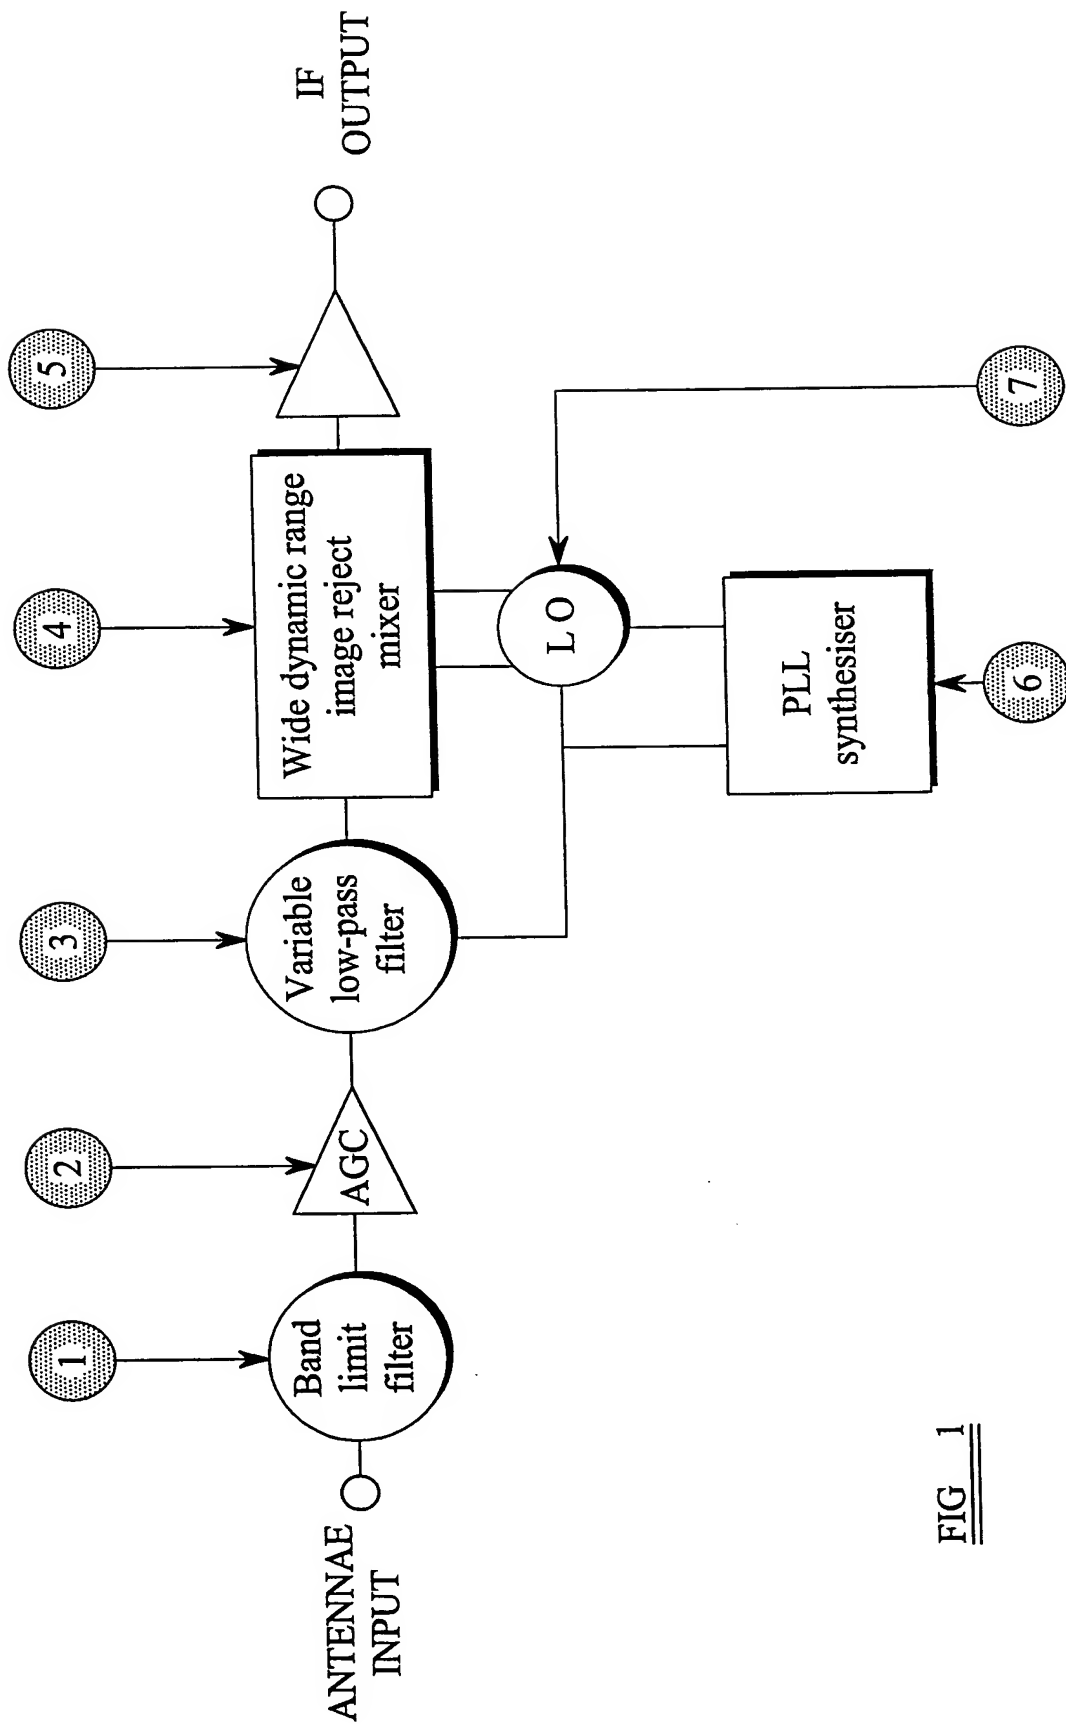 1
2
3
4
5
ANTENNAE
INPUT
Band
limit
filter
AGC
Variable
low-pass
filter
Wide dynamic range
image reject
mixer
IF
OUTPUT
L O
PLL
synthesiser
6
7
FIG 1